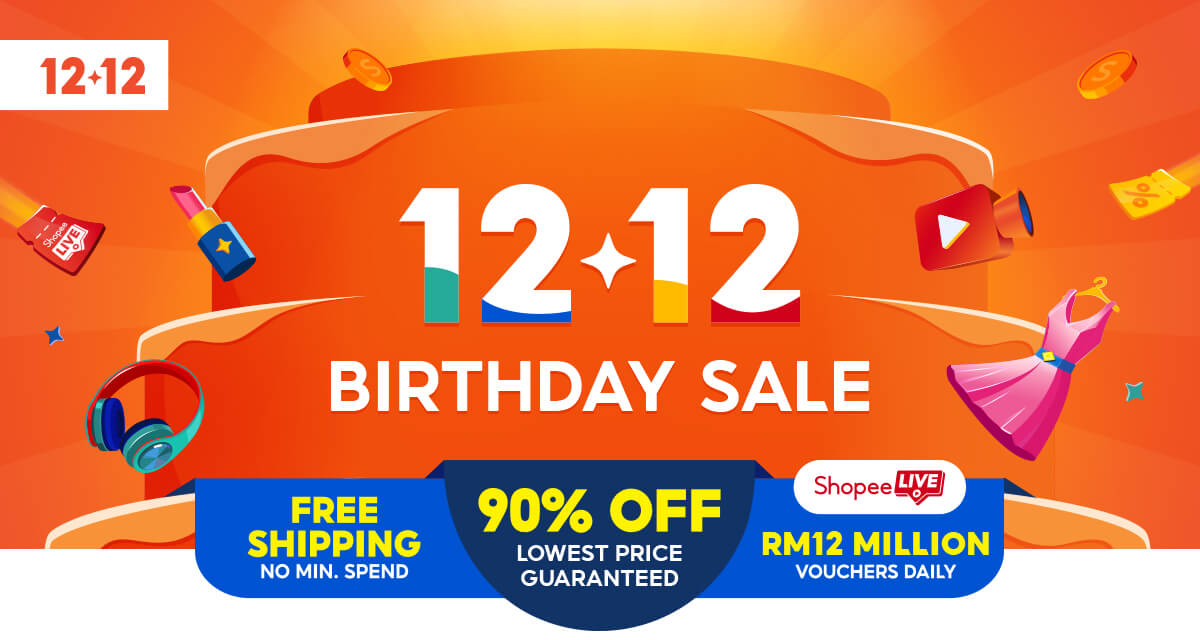 12✦12
Shopee
LIVE
12✦12
BIRTHDAY SALE
FREE
SHIPPING
NO MIN. SPEND
90% OFF
LOWEST PRICE
GUARANTEED
Shopee LIVE
RM12 MILLION
VOUCHERS DAILY
%
S
S